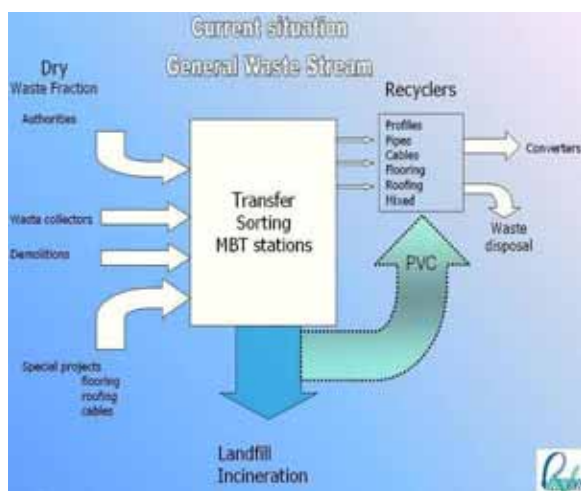 Current situation
General Waste Stream
Dry
Waste Fraction
Authorities
Waste collectors
Demolitions
Special projects
flooring
roofing
cables
Transfer
Sorting
MBT stations
Recyclers
Profiles
Pipes
Cables
Flooring
Roofing
Mixed
Converters
Waste
disposal
PVC
Landfill
Incineration